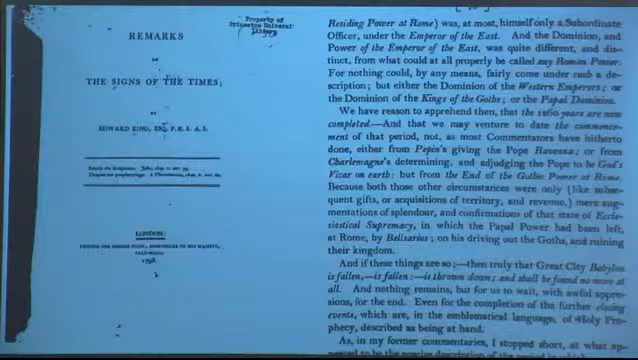 Property of
Princeton University
Library
REMARKS
ON
THE SIGNS OF THE TIMES;
BY
EDWARD KING, ESQ. F.R.S. A.S.
LONDON:
1798.
Residing Power at Rome) was, at most, himself only a Subordinate
Officer, under the Emperor of the East. And the Dominion, and
Power of the Emperor of the East, was quite different, and dis-
tinct, from what could at all properly be called any Roman Power.
For nothing could, by any means, fairly come under such a de-
scription; but either the Dominion of the Western Emperors; or
the Dominion of the Kings of the Goths; or the Papal Dominion.
We have reason to apprehend then, that the 1260 years are now
completed—And that we may venture to date the commence-
ment of that period, not, as most Commentators have hitherto
done, either from Pepin's giving the Pope Ravenna; or from
Charlemagne's determining, and adjudging the Pope to be God's
Vicar on earth: but from the End of the Gothic Power at Rome.
Because both those other circumstances were only (like subse-
quent gifts, or acquisitions of territory, and revenue,) mere aug-
mentations of splendour, and confirmations of that state of Eccle-
siastical Supremacy, in which the Papal Power had been left,
at Rome, by Belisarius; on his driving out the Goths, and ruining
their kingdom.
And if these things are so;—then truly that Great City Babylon
is fallen,—is fallen:—is thrown down: and shall be found no more at
all. And nothing remains, but for us to wait, with awful appre-
sions, for the end. Even for the completion of the further closing
events, which are, in the emblematical language, of Holy Pro-
phecy, described as being at hand.
As, in my former commentaries, I stopped short, at what ap-